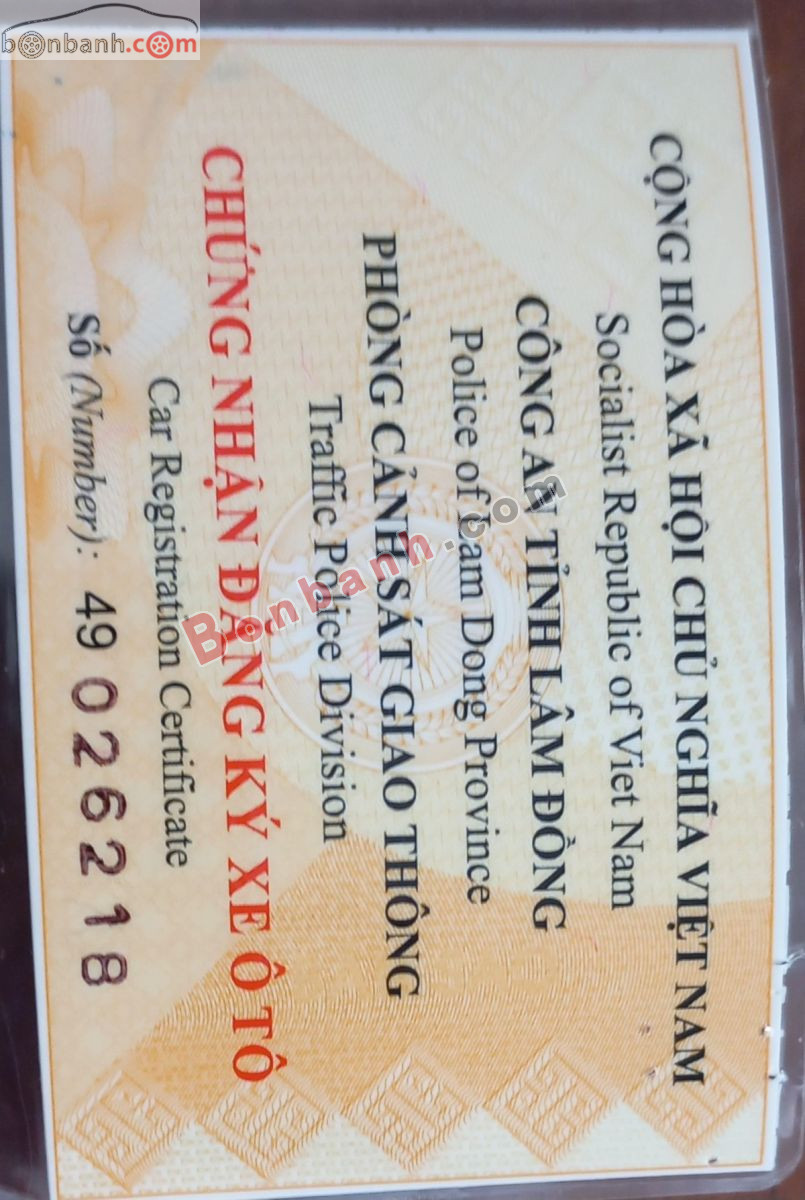 bonbanh.com
CỘNG HÒA XÃ HỘI CHỦ NGHĨA VIỆT NAM
Socialist Republic of Viet Nam
CÔNG AN TỈNH LÂM ĐỒNG
Police of Lam Dong Province
PHÒNG CẢNH SÁT GIAO THÔNG
Traffic Police Division
CHỨNG NHẬN ĐĂNG KÝ XE Ô TÔ
Car Registration Certificate
Số (Number): 49 026218
Bonbanh.com